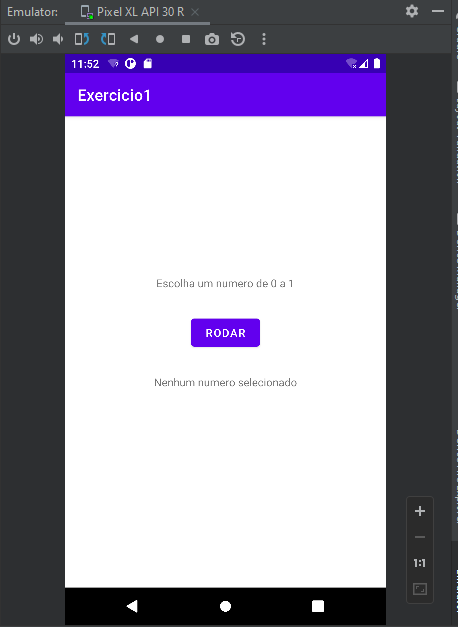 Emulator: Pixel XL API 30 R
11:52
Exercicio1
Escolha um numero de 0 a 1
RODAR
Nenhum numero selecionado
1:1